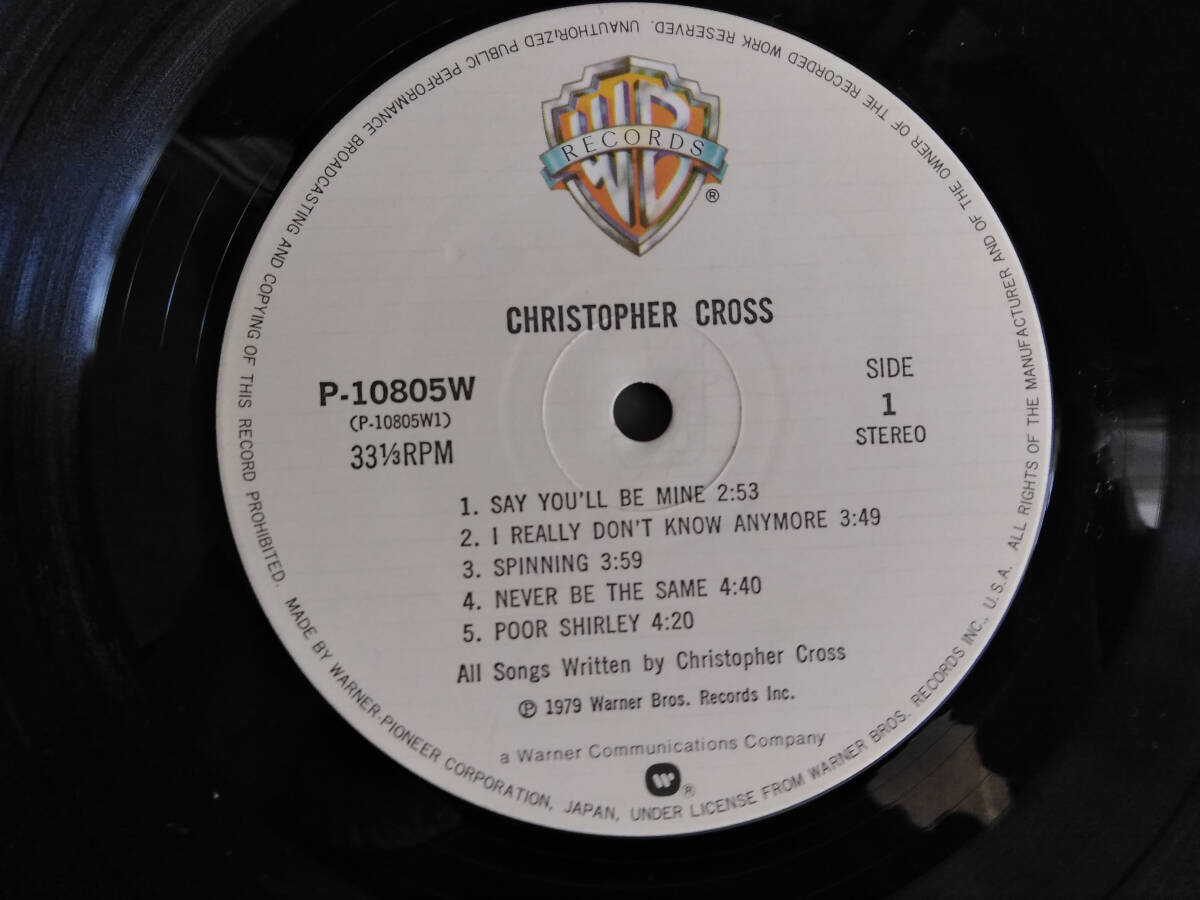 WB
RECORDS
®
CHRISTOPHER CROSS
P-10805W
(P-10805W1)
33⅓RPM
SIDE
1
STEREO
1. SAY YOU'LL BE MINE 2:53
2. I REALLY DON'T KNOW ANYMORE 3:49
3. SPINNING 3:59
4. NEVER BE THE SAME 4:40
5. POOR SHIRLEY 4:20
All Songs Written by Christopher Cross
℗ 1979 Warner Bros. Records Inc.
a Warner Communications Company
®
MADE BY WARNER-PIONEER CORPORATION, JAPAN, UNDER LICENSE FROM WARNER BROS. RECORDS INC., U.S.A. ALL RIGHTS OF THE MANUFACTURER AND OF THE OWNER OF THE RECORDED WORK RESERVED. UNAUTHORIZED PUBLIC PERFORMANCE BROADCASTING AND COPYING OF THIS RECORD PROHIBITED.